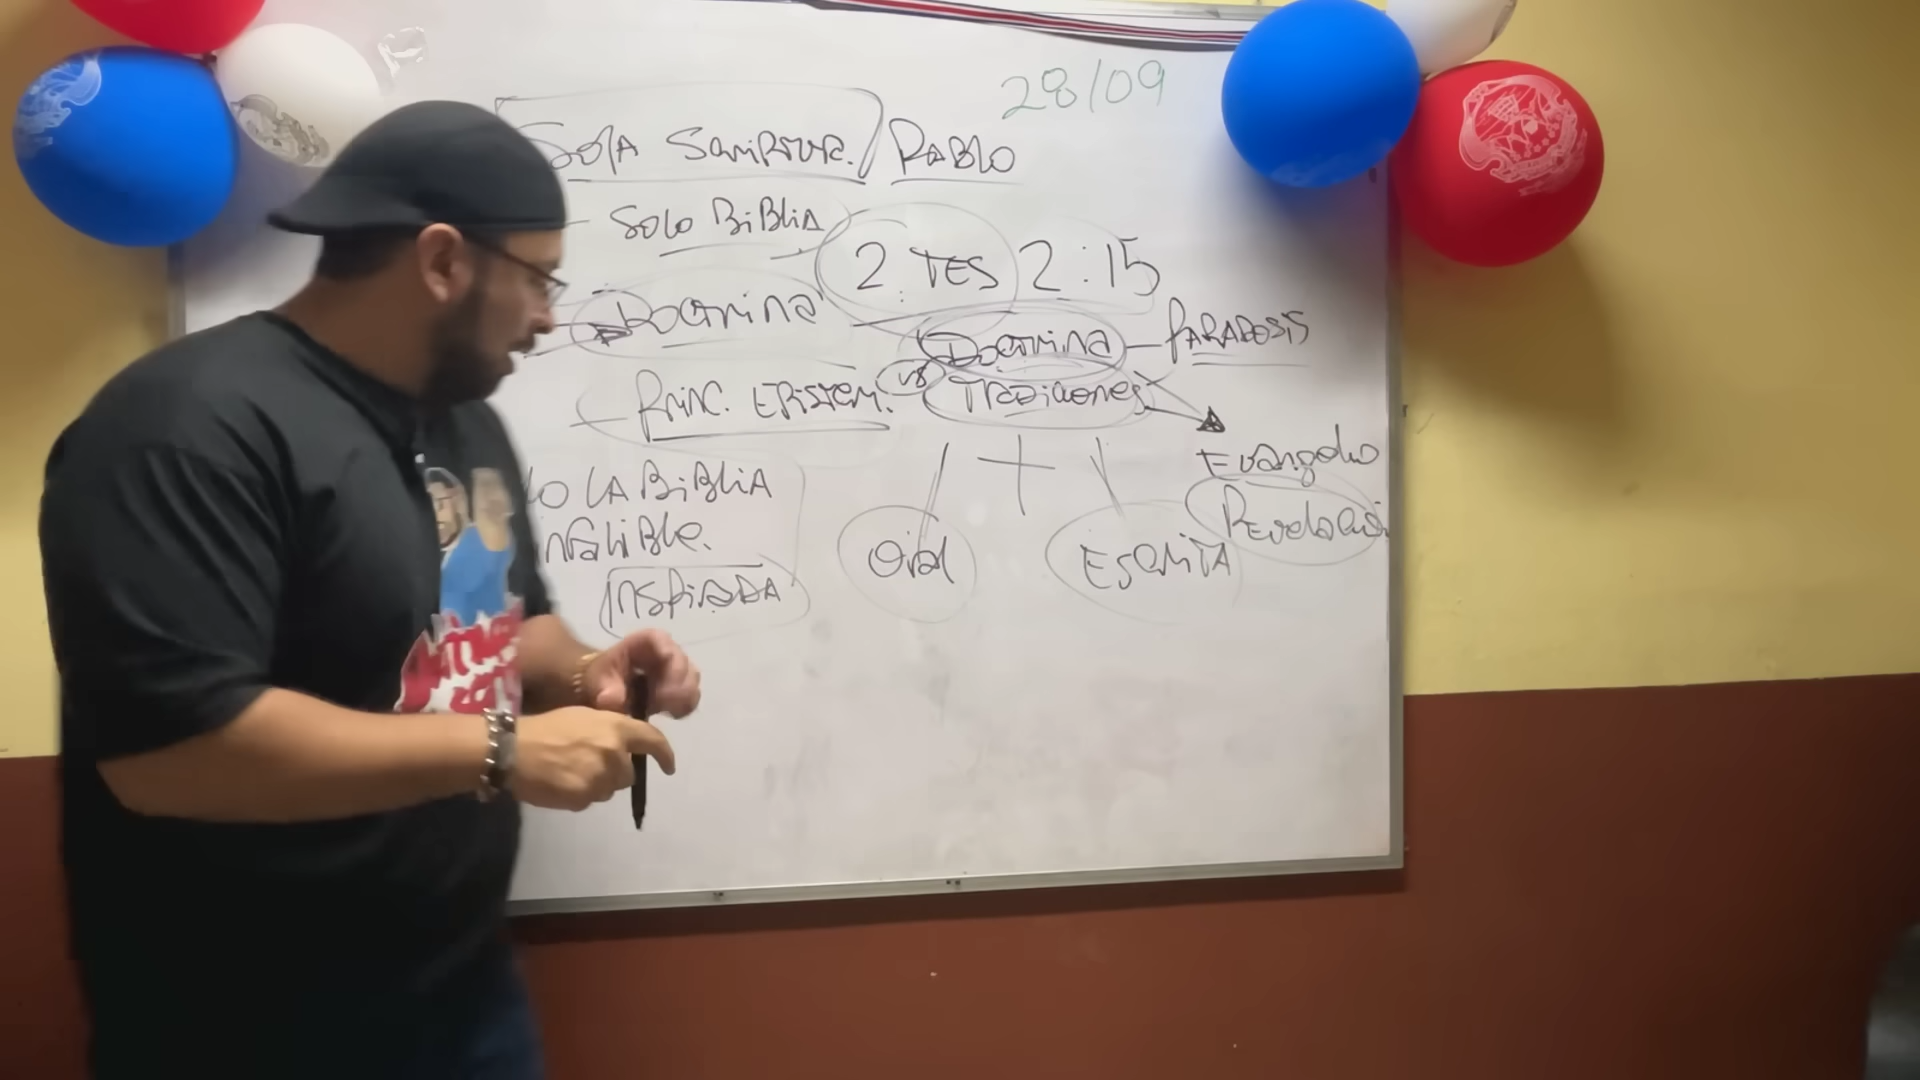 28/09
Sola Scriptur. / Pablo
Solo Biblia
2 TES 2:15
Doctrina
Doctrina — PARADOSIS
Princ. Epistem. vs Tradiciones
Evangelio
lo la Biblia
infalible.
Inspirada
Oral + Escrita
Revelación